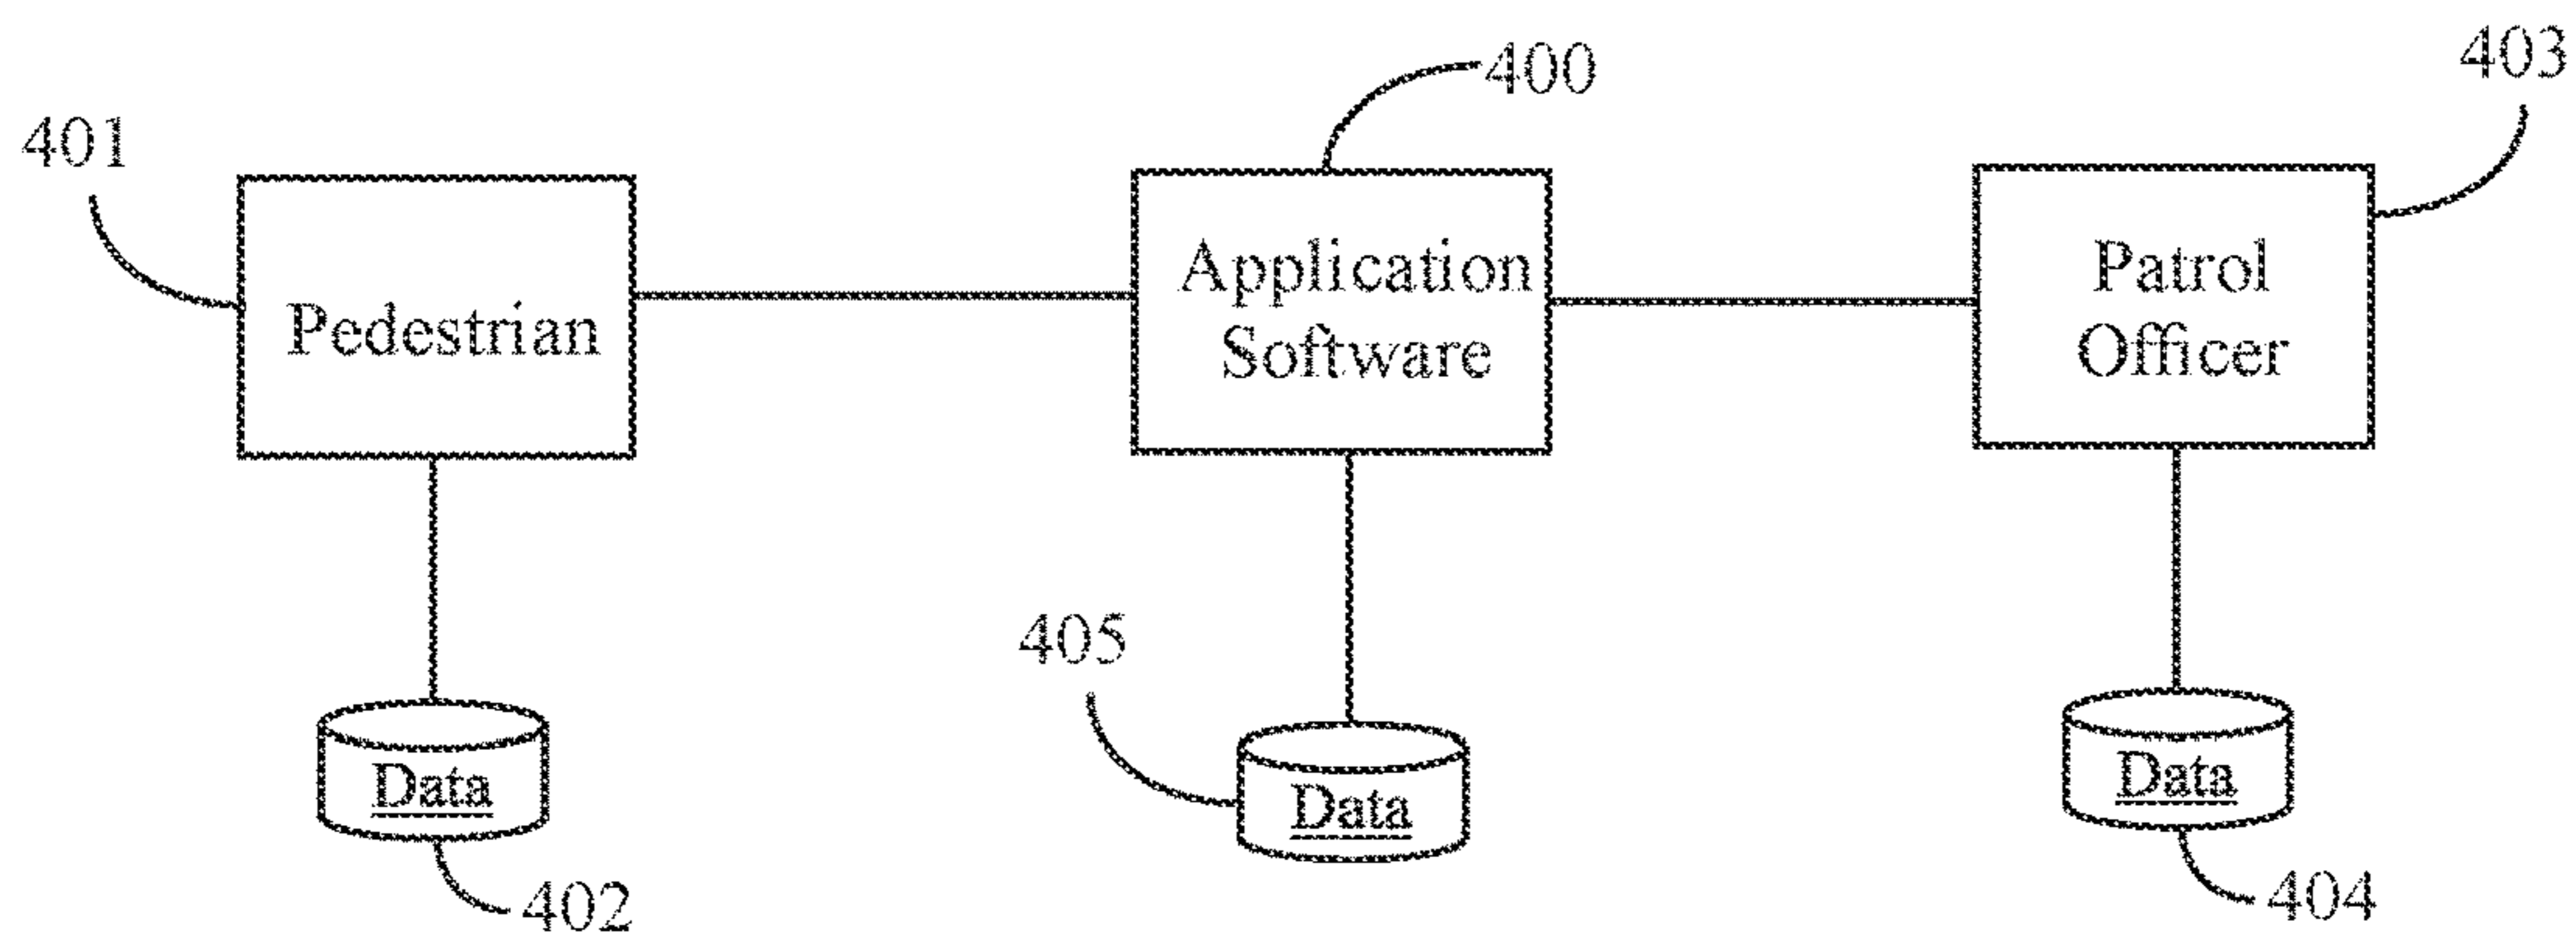 403
400
401
Application
Software
Patrol
Officer
Pedestrian
405
Data
Data
Data
402
404